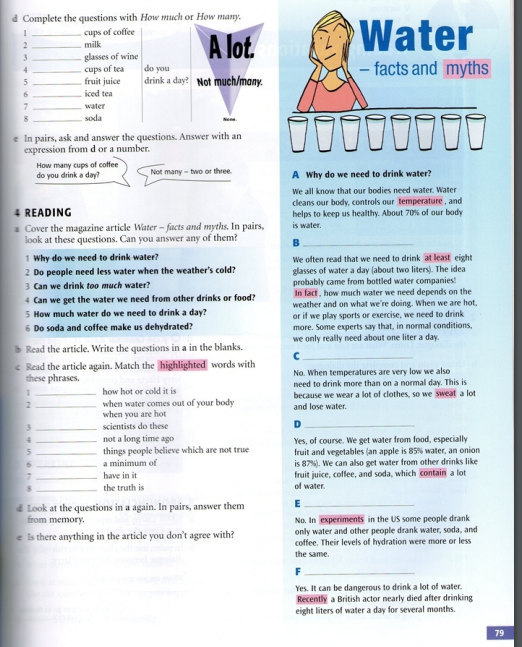 d Complete the questions with How much or How many.
1 ________ cups of coffee
2 ________ milk
3 ________ glasses of wine
4 ________ cups of tea
5 ________ fruit juice
6 ________ iced tea
7 ________ water
8 ________ soda
do you
drink a day?
A lot.
Not much/many.
None.
e In pairs, ask and answer the questions. Answer with an
expression from d or a number.
How many cups of coffee
do you drink a day?
Not many – two or three.
4 READING
a Cover the magazine article Water – facts and myths. In pairs,
look at these questions. Can you answer any of them?
1 Why do we need to drink water?
2 Do people need less water when the weather's cold?
3 Can we drink too much water?
4 Can we get the water we need from other drinks or food?
5 How much water do we need to drink a day?
6 Do soda and coffee make us dehydrated?
b Read the article. Write the questions in a in the blanks.
c Read the article again. Match the highlighted words with
these phrases.
1 ________ how hot or cold it is
2 ________ when water comes out of your body
when you are hot
3 ________ scientists do these
4 ________ not a long time ago
5 ________ things people believe which are not true
6 ________ a minimum of
7 ________ have in it
8 ________ the truth is
d Look at the questions in a again. In pairs, answer them
from memory.
e Is there anything in the article you don't agree with?
Water
– facts and myths
A Why do we need to drink water?
We all know that our bodies need water. Water
cleans our body, controls our temperature, and
helps to keep us healthy. About 70% of our body
is water.
B ________
We often read that we need to drink at least eight
glasses of water a day (about two liters). The idea
probably came from bottled water companies!
In fact, how much water we need depends on the
weather and on what we're doing. When we are hot,
or if we play sports or exercise, we need to drink
more. Some experts say that, in normal conditions,
we only really need about one liter a day.
C ________
No. When temperatures are very low we also
need to drink more than on a normal day. This is
because we wear a lot of clothes, so we sweat a lot
and lose water.
D ________
Yes, of course. We get water from food, especially
fruit and vegetables (an apple is 85% water, an onion
is 87%). We can also get water from other drinks like
fruit juice, coffee, and soda, which contain a lot
of water.
E ________
No. In experiments in the US some people drank
only water and other people drank water, soda, and
coffee. Their levels of hydration were more or less
the same.
F ________
Yes. It can be dangerous to drink a lot of water.
Recently a British actor nearly died after drinking
eight liters of water a day for several months.
79